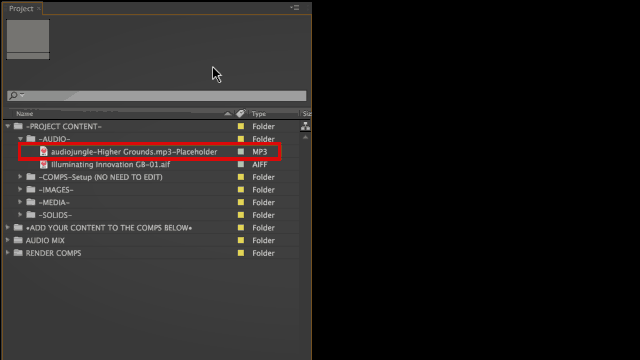 Project ×
Name Type Siz
-PROJECT CONTENT- Folder
-AUDIO- Folder
audiojungle-Higher Grounds.mp3-Placeholder MP3
Illuminating Innovation GB-01.aif AIFF
-COMPS-Setup (NO NEED TO EDIT) Folder
-IMAGES- Folder
-MEDIA- Folder
-SOLIDS- Folder
•ADD YOUR CONTENT TO THE COMPS BELOW• Folder
AUDIO MIX Folder
RENDER COMPS Folder